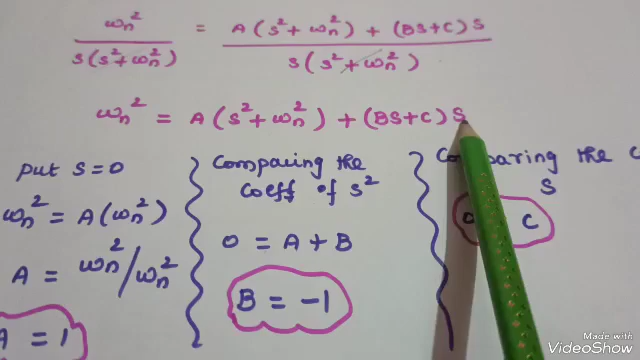 ωn² / S(S²+ωn²) = A(S²+ωn²) + (BS+C)S / S(S²+ωn²)
ωn² = A(S²+ωn²) + (BS+C)S
put S=0
ωn² = A(ωn²)
A = ωn²/ωn²
A = 1
Comparing the
coeff of S²
0 = A + B
B = -1
Comparing the
S
C
Made with
VideoShow